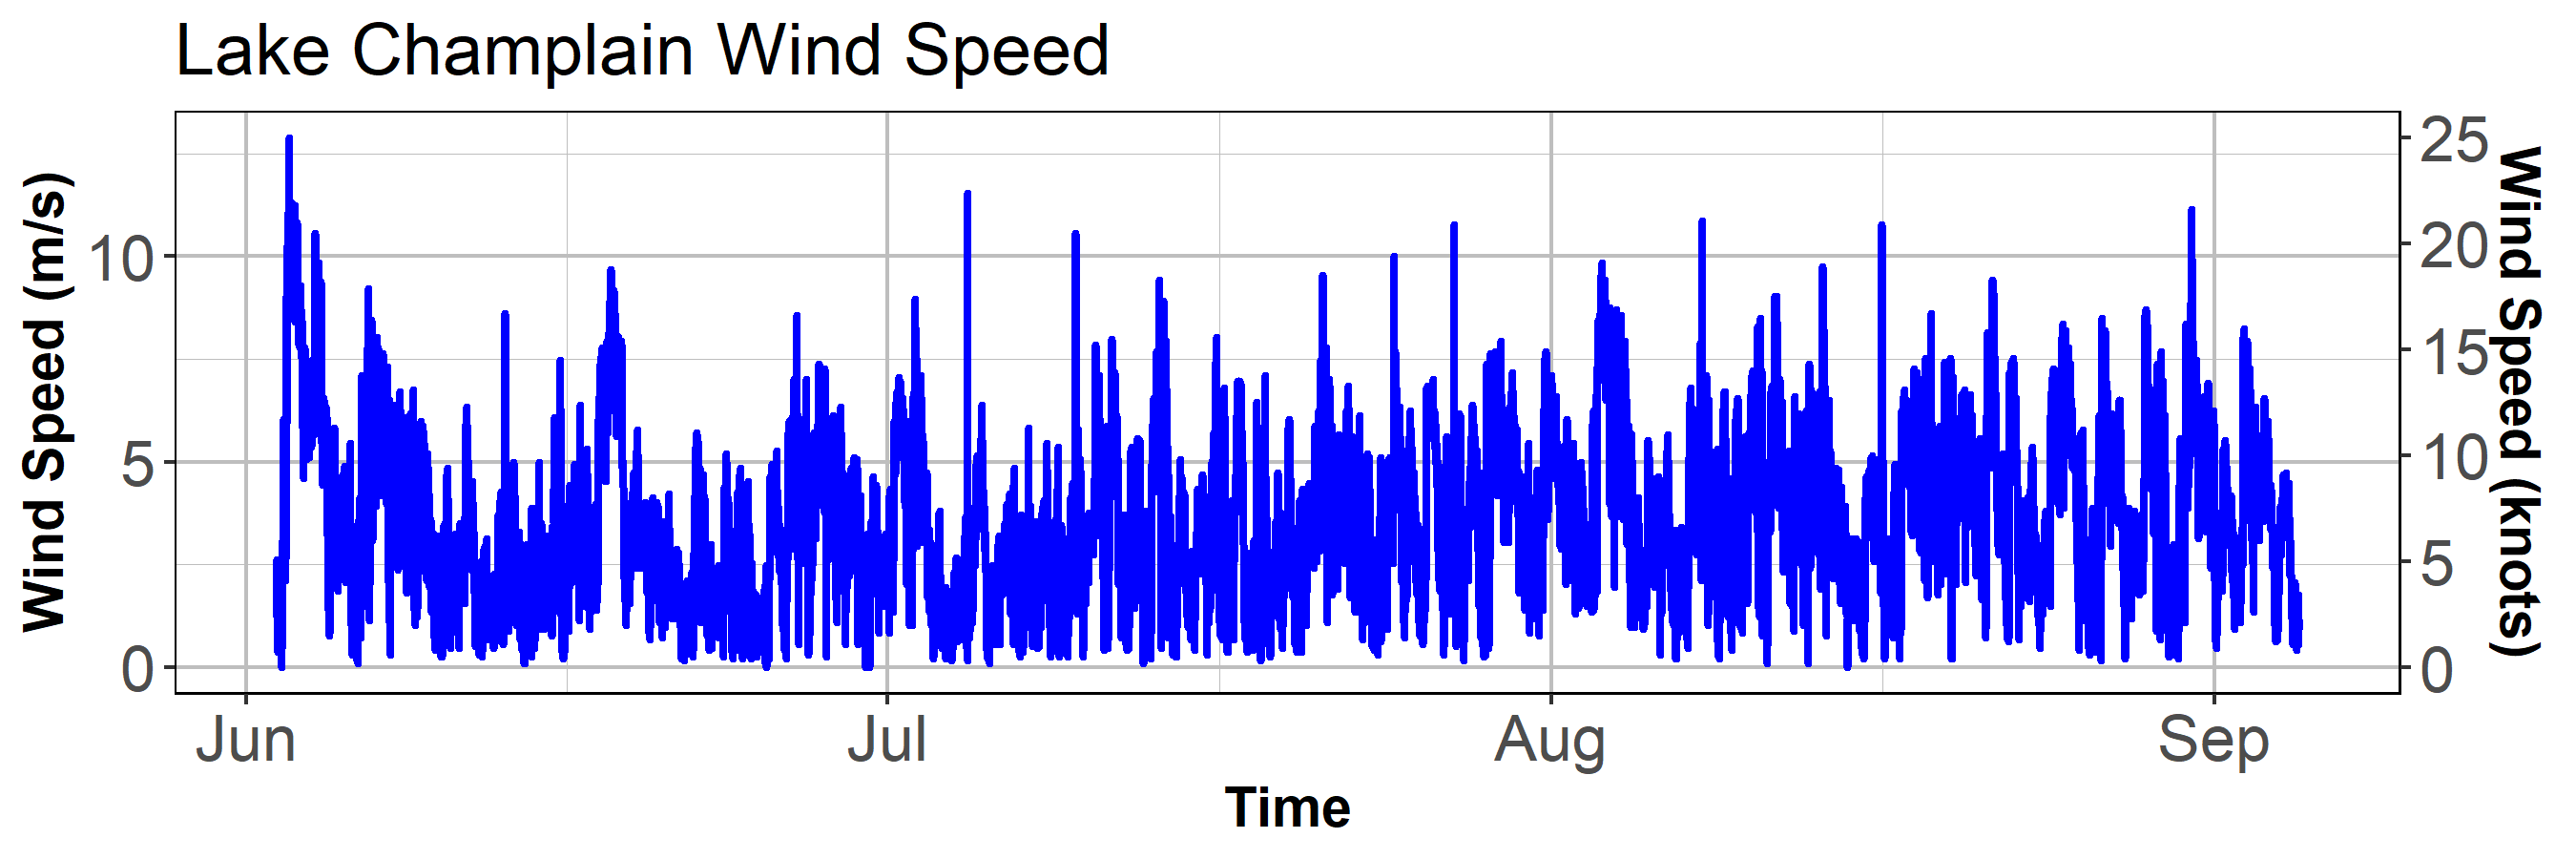 Lake Champlain Wind Speed
Wind Speed (m/s)
10
5
0
25
20
15
10
5
0
Wind Speed (knots)
Jun Jul Aug Sep
Time